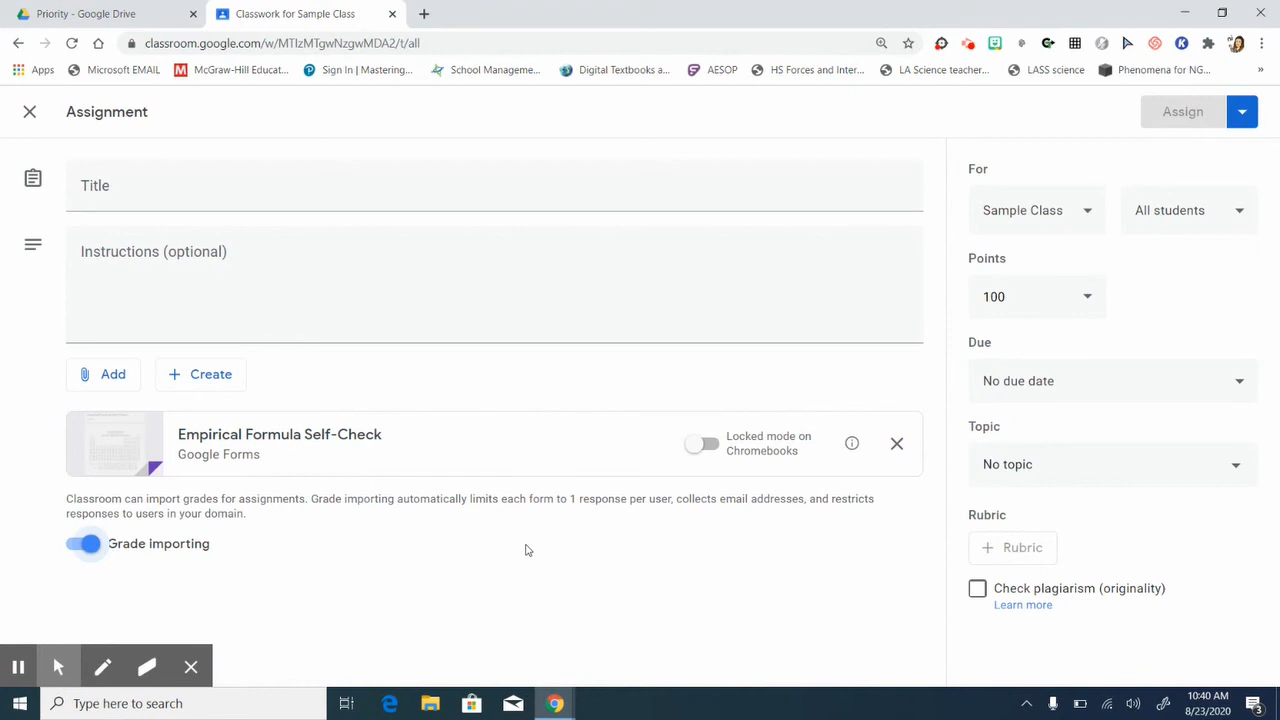 Priority - Google Drive
Classwork for Sample Class
classroom.google.com/w/MTIzMTgwNzgwMDA2/t/all
Apps
Microsoft EMAIL
McGraw-Hill Educat...
Sign In | Mastering...
School Manageme...
Digital Textbooks a...
AESOP
HS Forces and Inter...
LA Science teacher...
LASS science
Phenomena for NG...
»
Assignment
Assign
Title
Instructions (optional)
Add
Create
Empirical Formula Self-Check
Google Forms
Locked mode on
Chromebooks
Classroom can import grades for assignments. Grade importing automatically limits each form to 1 response per user, collects email addresses, and restricts
responses to users in your domain.
Grade importing
For
Sample Class
All students
Points
100
Due
No due date
Topic
No topic
Rubric
Rubric
Check plagiarism (originality)
Learn more
Type here to search
10:40 AM
8/23/2020
3